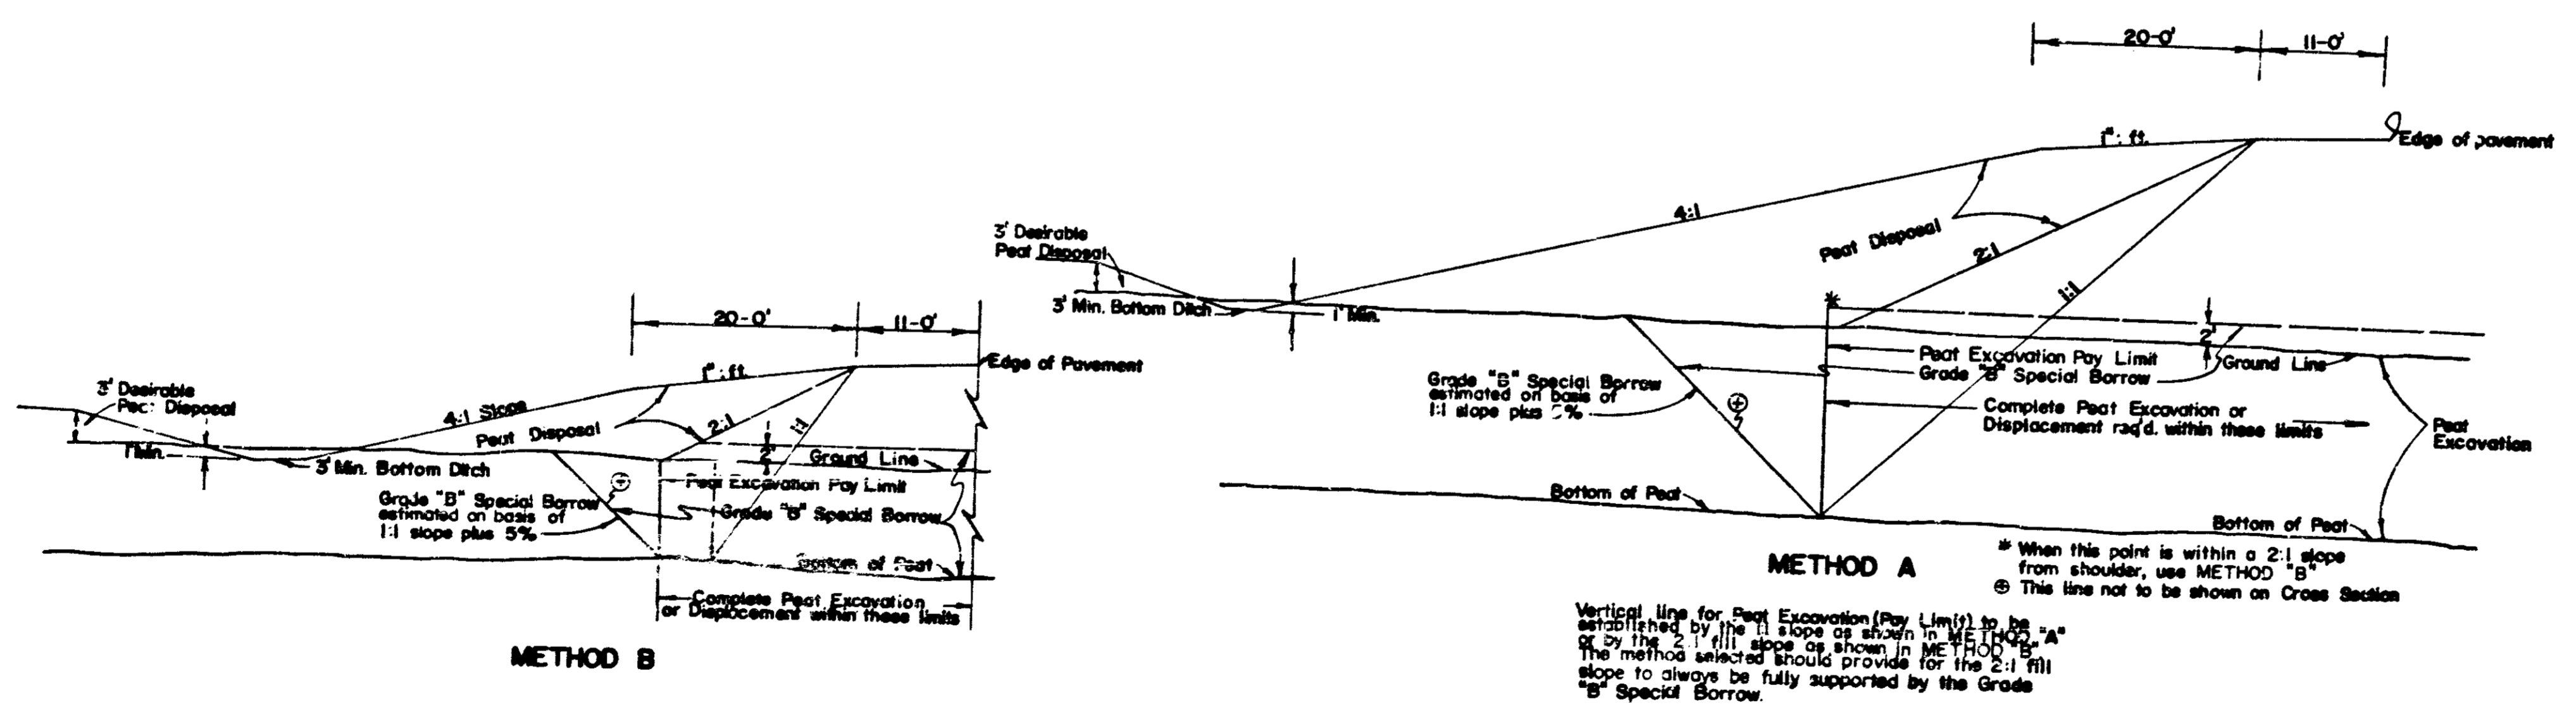 20-0'
11-0'
Edge of Pavement
1": ft.
3' Desirable
Disposal
4:1 Slope
Peat Disposal
2:1
1:1
2'
Ground Line
1' Min.
3' Min. Bottom Ditch
Peat Excavation Pay Limit
Grade "B" Special Borrow
estimated on basis of
1:1 slope plus 5%
Grade "B" Special Borrow
Bottom of Peat
Complete Peat Excavation
or Displacement within these limits
METHOD B
20-0'
11-0'
Edge of pavement
1": ft.
4:1
3' Desirable
Peat Disposal
Peat Disposal
2:1
1:1
3' Min. Bottom Ditch
1' Min.
*
2'
Peat Excavation Pay Limit
Grade "B" Special Borrow
Ground Line
Grade "B" Special Borrow
estimated on basis of
1:1 slope plus
Complete Peat Excavation or
Displacement req'd. within these limits
Peat
Excavation
Bottom of Peat
Bottom of Peat
METHOD A
* When this point is within a 2:1 slope
from shoulder, use METHOD "B"
⊕ This line not to be shown on Cross Section
Vertical line for Peat Excavation (Pay Limit) to be
established by the 1:1 slope as shown in METHOD "A"
or by the 2:1 fill slope as shown in METHOD "B"
The method selected should provide for the 2:1 fill
slope to always be fully supported by the Grade
"B" Special Borrow.